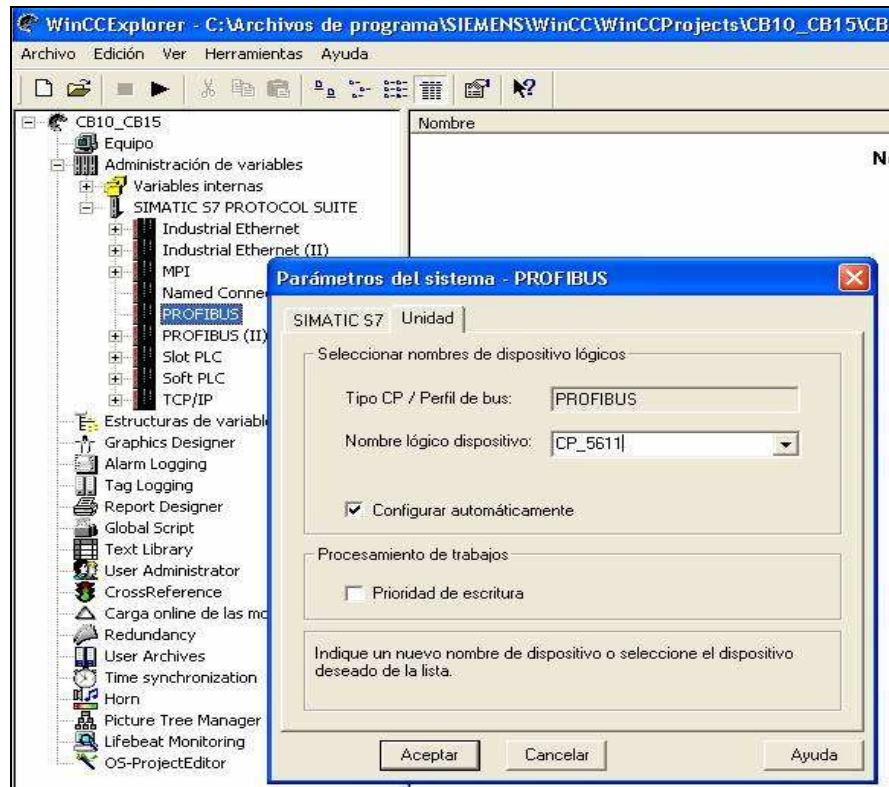 WinCCExplorer - C:\Archivos de programa\SIEMENS\WinCC\WinCCProjects\CB10_CB15\CB
Archivo Edición Ver Herramientas Ayuda
CB10_CB15
Nombre
Equipo
Administración de variables
Variables internas
SIMATIC S7 PROTOCOL SUITE
Industrial Ethernet
Industrial Ethernet (II)
MPI
Named Conne
PROFIBUS
PROFIBUS (II)
Slot PLC
Soft PLC
TCP/IP
Estructuras de variabl
Graphics Designer
Alarm Logging
Tag Logging
Report Designer
Global Script
Text Library
User Administrator
CrossReference
Carga online de las mo
Redundancy
User Archives
Time synchronization
Horn
Picture Tree Manager
Lifebeat Monitoring
OS-ProjectEditor
Parámetros del sistema - PROFIBUS
SIMATIC S7 Unidad
Seleccionar nombres de dispositivo lógicos
Tipo CP / Perfil de bus: PROFIBUS
Nombre lógico dispositivo: CP_5611
Configurar automáticamente
Procesamiento de trabajos
Prioridad de escritura
Indique un nuevo nombre de dispositivo o seleccione el dispositivo
deseado de la lista.
Aceptar Cancelar Ayuda